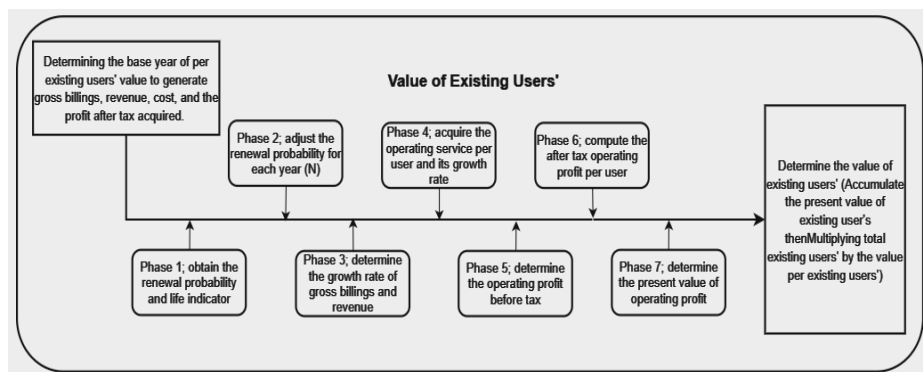 Determining the base year of per
existing users' value to generate
gross billings, revenue, cost, and the
profit after tax acquired.
Value of Existing Users'
Phase 2; adjust the
renewal probability for
each year (N)
Phase 4; acquire the
operating service per
user and its growth
rate
Phase 6; compute the
after tax operating
profit per user
Phase 1; obtain the
renewal probability
and life indicator
Phase 3; determine
the growth rate of
gross billings and
revenue
Phase 5; determine
the operating profit
before tax
Phase 7; determine
the present value of
operating profit
Determine the value of
existing users' (Accumulate
the present value of
existing user's
thenMultiplying total
existing users' by the value
per existing users')